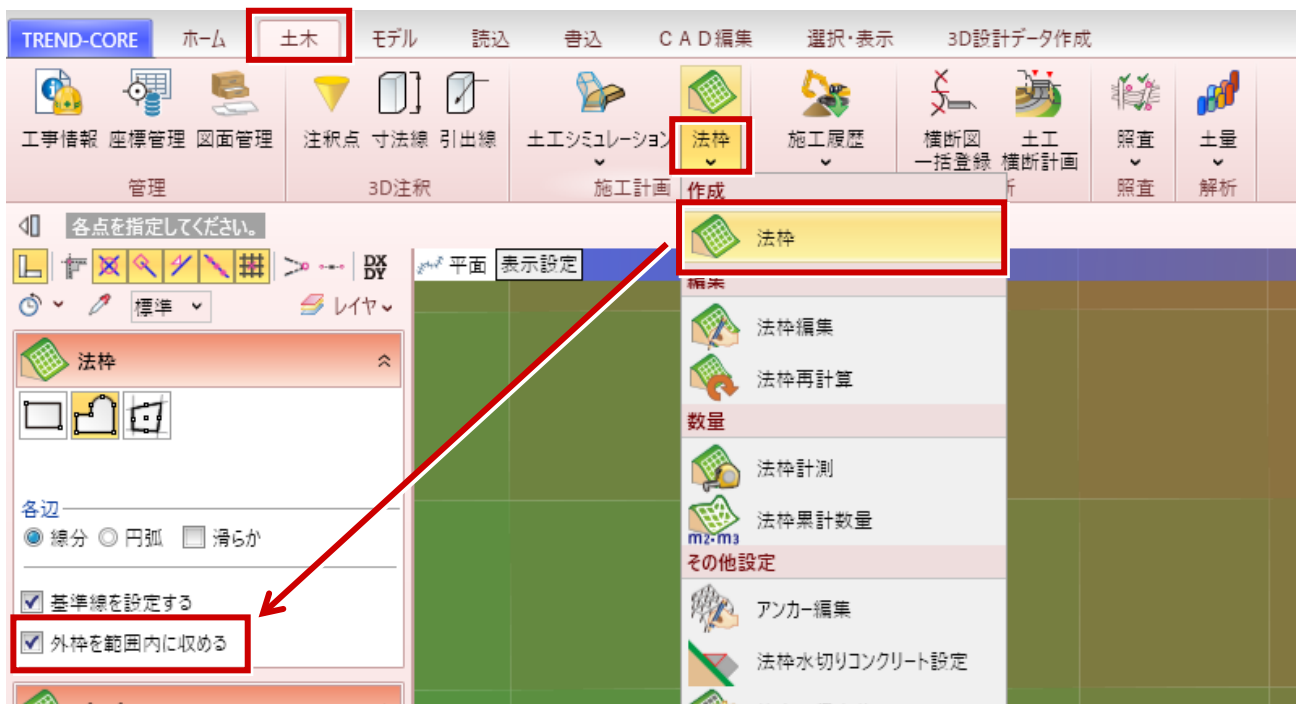 TREND-CORE ホーム 土木 モデル 読込 書込 CAD編集 選択・表示 3D設計データ作成
工事情報 座標管理 図面管理 注釈点 寸法線 引出線 土工シミュレーション 法枠 施工履歴 横断図 一括登録 土工 横断計画 照査 土量
管理 3D注釈 施工計画 照査 解析
作成
各点を指定してください。
法枠
DX DY
平面 表示設定
編集
標準 レイヤ
法枠編集
法枠
法枠再計算
数量
法枠計測
各辺
法枠累計数量
m2・m3
線分 円弧 滑らか
その他設定
基準線を設定する
アンカー編集
外枠を範囲内に収める
法枠水切りコンクリート設定